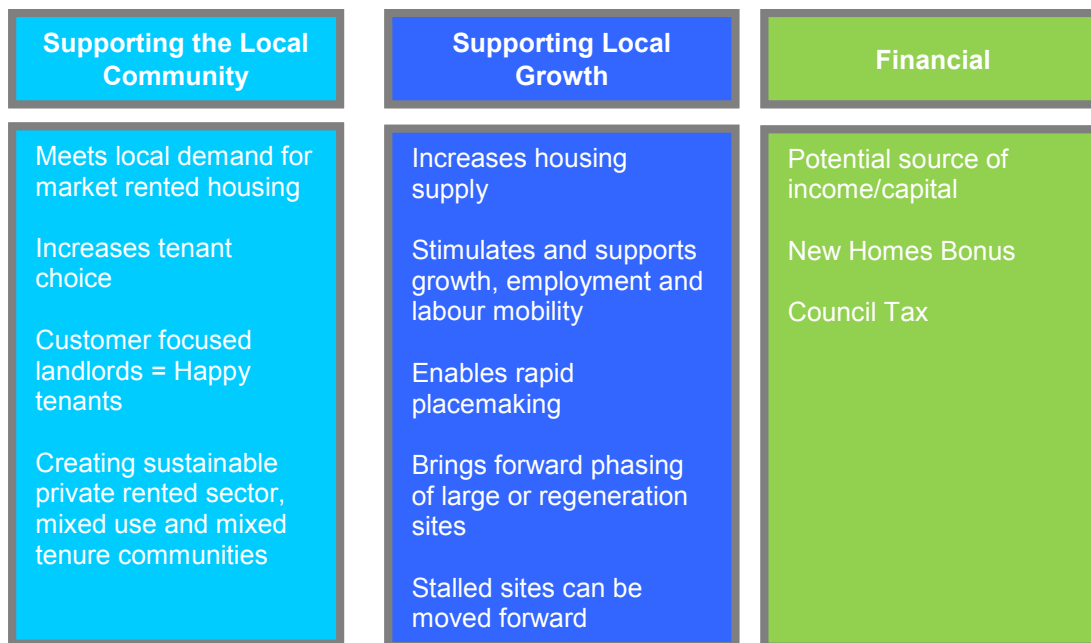 Supporting the Local
Community
Meets local demand for
market rented housing
Increases tenant
choice
Customer focused
landlords = Happy
tenants
Creating sustainable
private rented sector,
mixed use and mixed
tenure communities
Supporting Local
Growth
Increases housing
supply
Stimulates and supports
growth, employment and
labour mobility
Enables rapid
placemaking
Brings forward phasing
of large or regeneration
sites
Stalled sites can be
moved forward
Financial
Potential source of
income/capital
New Homes Bonus
Council Tax